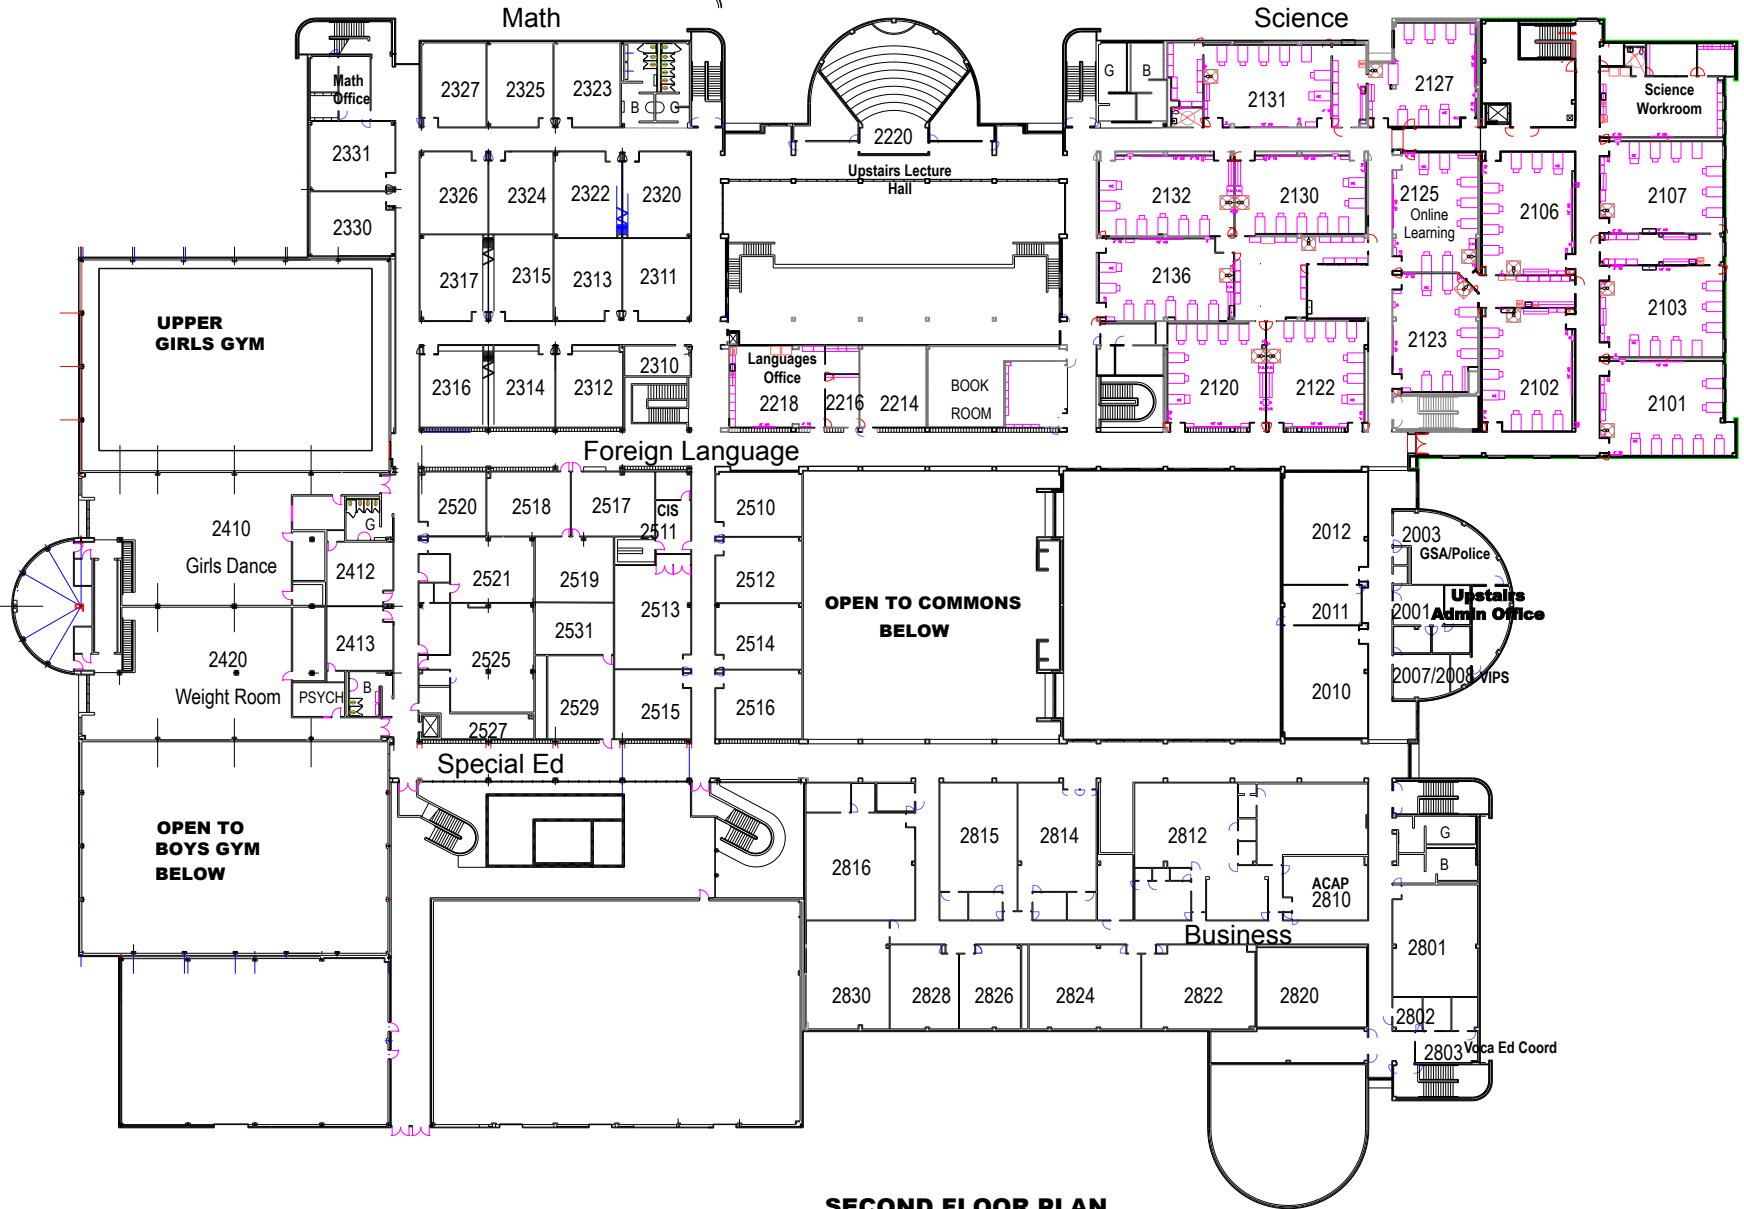 Math
Science
Math
Office
2327
2325
2323
B
G
2331
2330
2326
2324
2322
2320
2317
2315
2313
2311
2316
2314
2312
2310
2220
Upstairs Lecture
Hall
Languages
Office
2218
2216
2214
BOOK
ROOM
G
B
2131
2127
Science
Workroom
2132
2130
2125
Online
Learning
2106
2107
2136
2123
2103
2120
2122
2102
2101
UPPER
GIRLS GYM
Foreign Language
2410
Girls Dance
G
2412
2413
2420
Weight Room
PSYCH
B
2520
2518
2517
CIS
2511
2521
2519
2513
2531
2525
2529
2515
2527
2510
2512
2514
2516
OPEN TO COMMONS
BELOW
2012
2011
2010
2003
GSA/Police
2001
Upstairs
Admin Office
2007/2008 VIPS
Special Ed
OPEN TO
BOYS GYM
BELOW
2816
2815
2814
2812
ACAP
2810
G
B
Business
2801
2830
2828
2826
2824
2822
2820
2802
2803 Voca Ed Coord
SECOND FLOOR PLAN